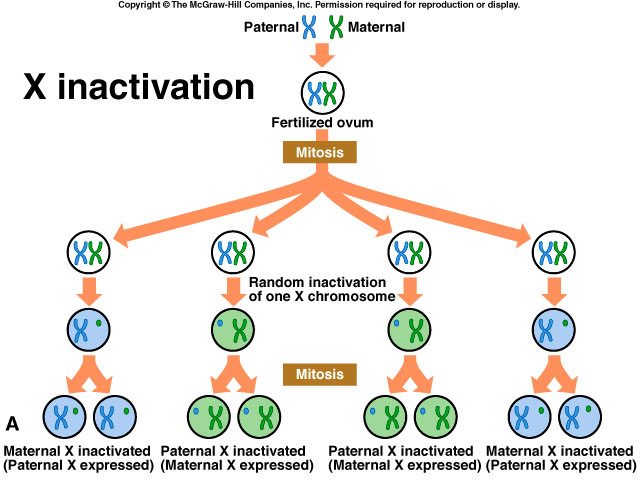 Copyright © The McGraw-Hill Companies, Inc. Permission required for reproduction or display.
Paternal Maternal
X inactivation
Fertilized ovum
Mitosis
Random inactivation
of one X chromosome
Mitosis
A
Maternal X inactivated
(Paternal X expressed)
Paternal X inactivated
(Maternal X expressed)
Paternal X inactivated
(Maternal X expressed)
Maternal X inactivated
(Paternal X expressed)